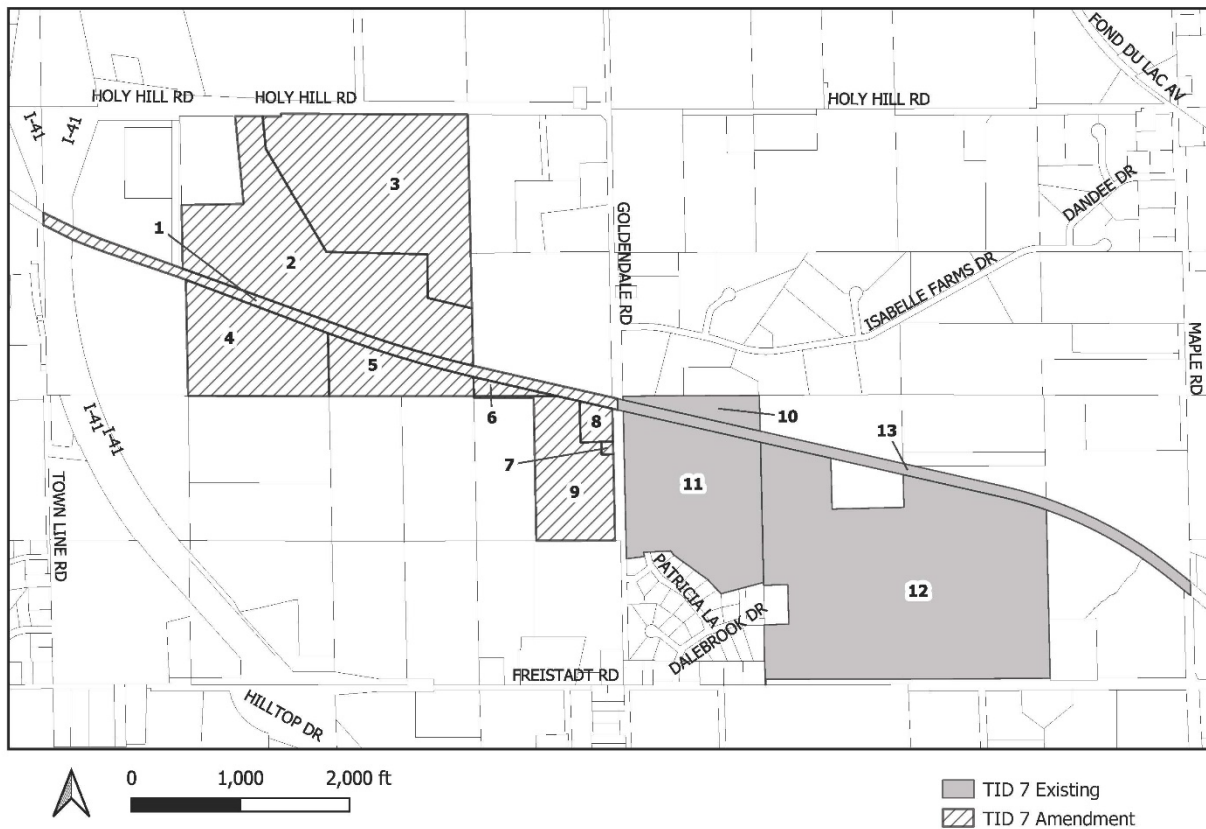 FOND DU LAC AV
HOLY HILL RD
HOLY HILL RD
HOLY HILL RD
I-41
I-41
DANDEE DR
3
1
2
GOLDENDALE RD
ISABELLE FARMS DR
4
5
MAPLE RD
6
10
8
13
I-41
I-41
7
11
9
TOWN LINE RD
PATRICIA LA
12
DALEBROOK DR
FREISTADT RD
HILLTOP DR
0 1,000 2,000 ft
TID 7 Existing
TID 7 Amendment